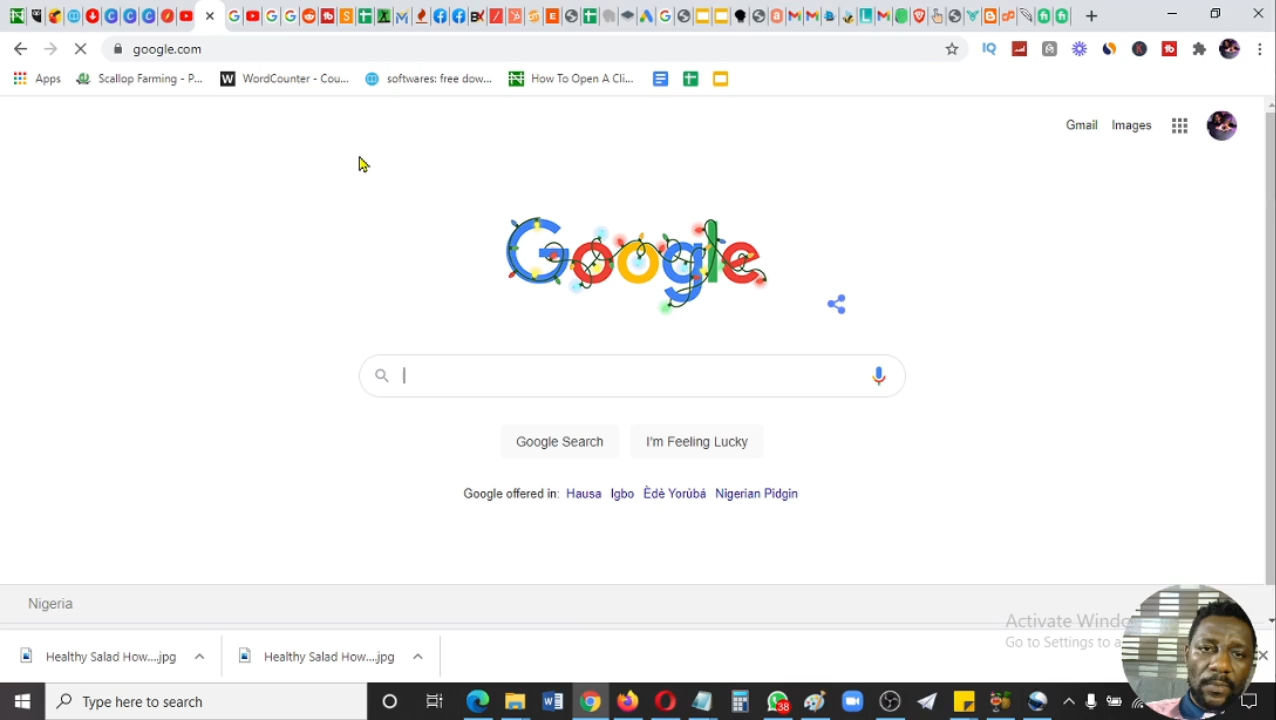 google.com
Apps
Scallop Farming - P...
WordCounter - Cou...
softwares: free dow...
How To Open A Cli...
Gmail
Images
Google
Google Search
I'm Feeling Lucky
Google offered in: Hausa Igbo Èdè Yorùbá Nigerian Pidgin
Nigeria
Activate Windo
Go to Settings to a
Healthy Salad How....jpg
Healthy Salad How....jpg
Type here to search
38